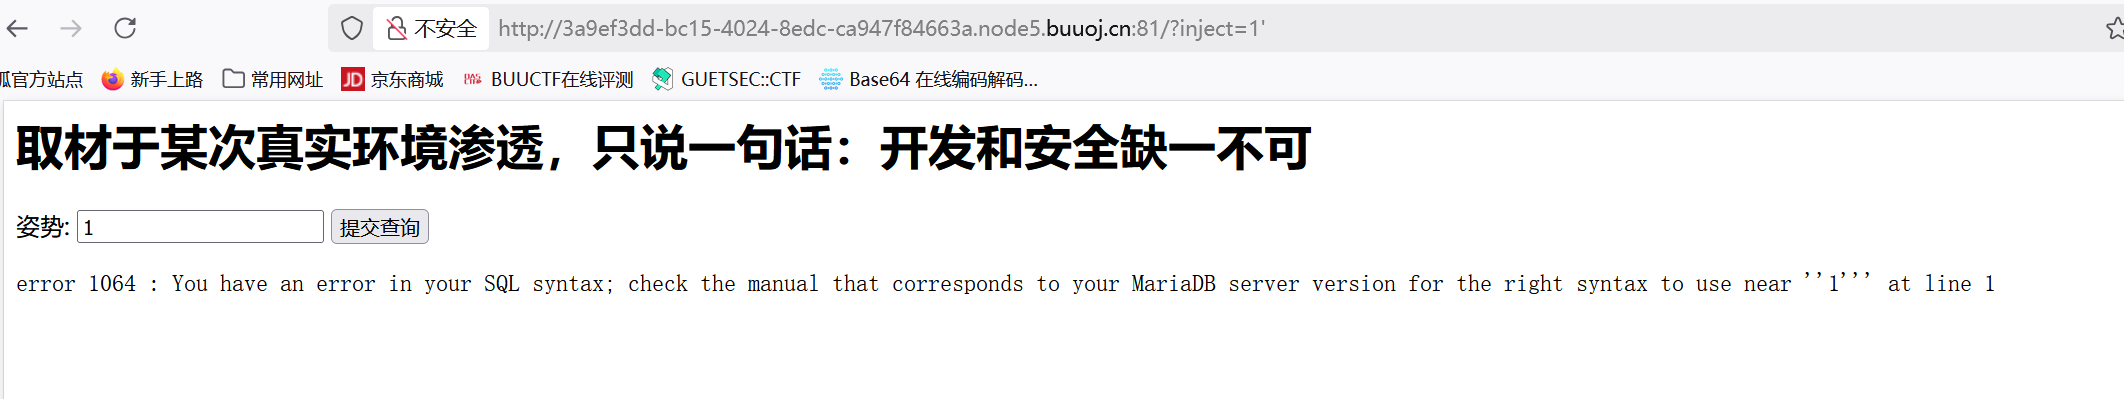 不安全 http://3a9ef3dd-bc15-4024-8edc-ca947f84663a.node5.buuoj.cn:81/?inject=1'
狐官方站点 新手上路 常用网址 JD 京东商城 BUUCTF在线评测 GUETSEC::CTF Base64 在线编码解码...
取材于某次真实环境渗透，只说一句话：开发和安全缺一不可
姿势: 1 提交查询
error 1064 : You have an error in your SQL syntax; check the manual that corresponds to your MariaDB server version for the right syntax to use near ''1''' at line 1